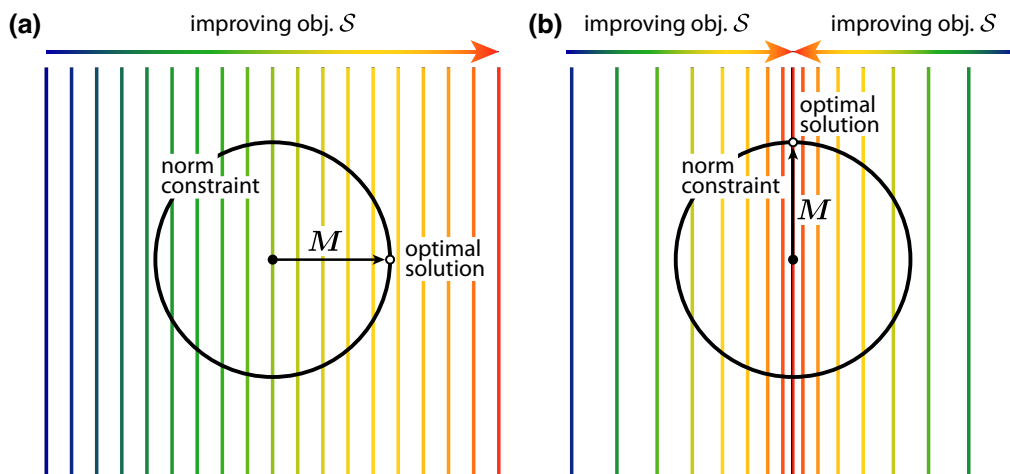 (a)
improving obj. S
norm
constraint
M
optimal
solution
(b)
improving obj. S
improving obj. S
optimal
solution
norm
constraint
M